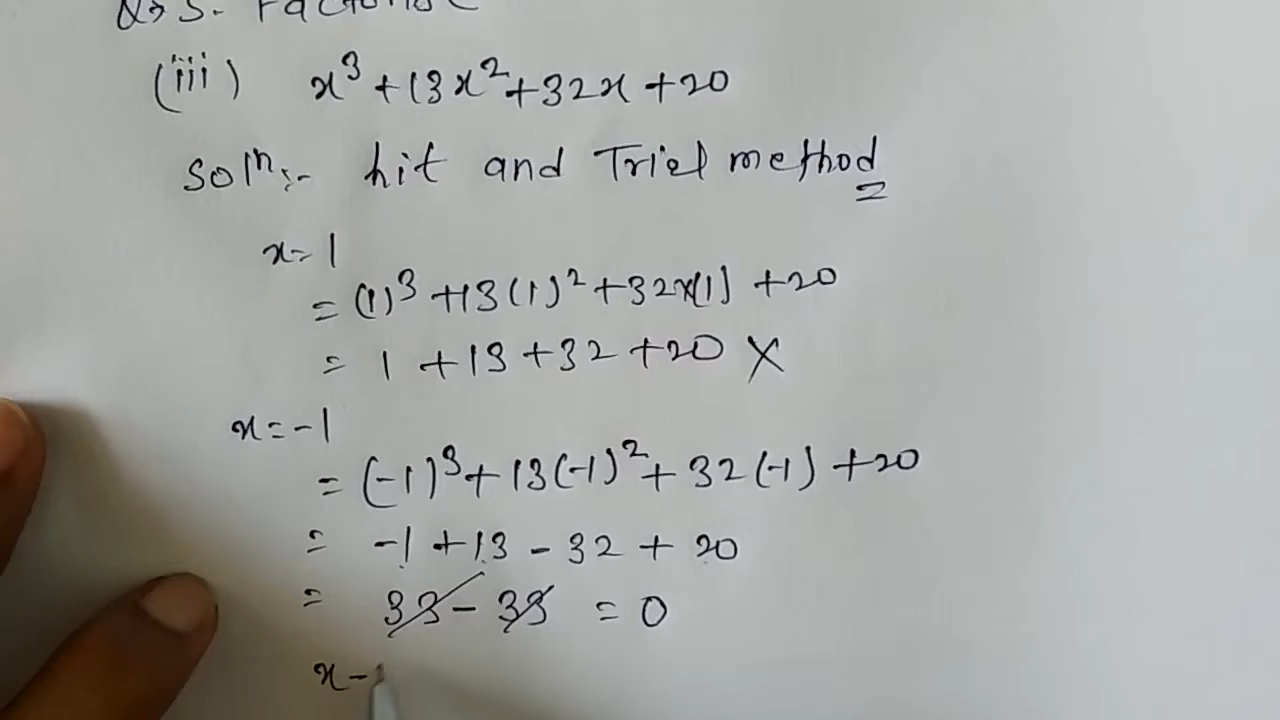 (iii) x³ + 13x² + 32x + 20
Solⁿ:- hit and Triel method
x = 1
= (1)³ + 13(1)² + 32x(1) + 20
= 1 + 13 + 32 + 20 X
x = -1
= (-1)³ + 13(-1)² + 32(-1) + 20
= -1 + 13 - 32 + 20
= 33 - 33 = 0
x -